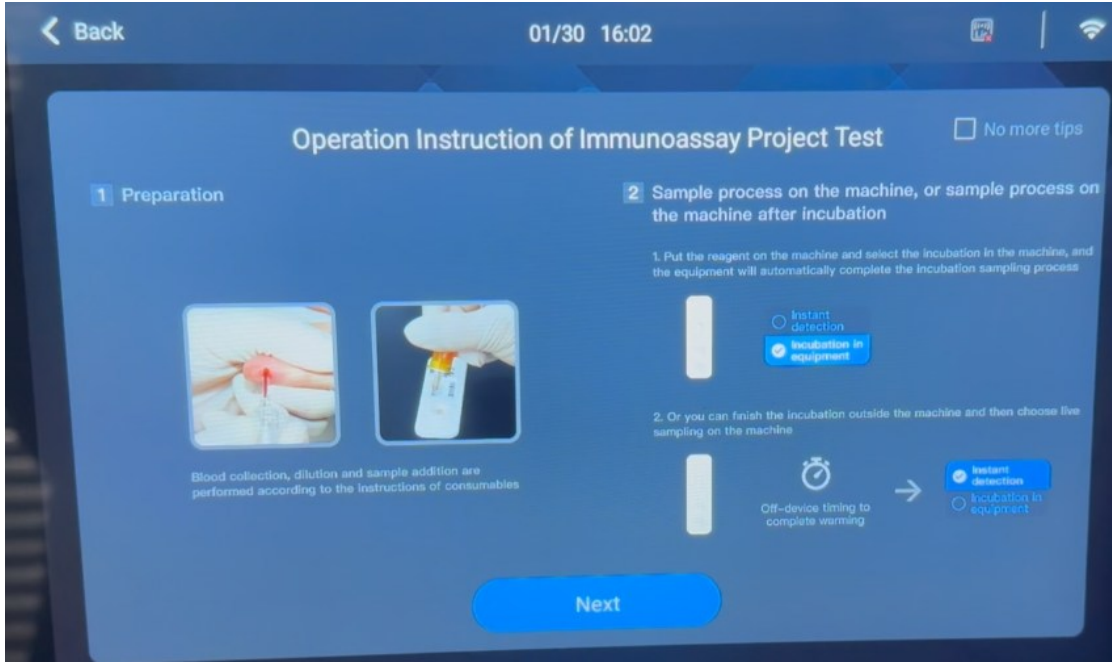 Back
01/30 16:02
Operation Instruction of Immunoassay Project Test
No more tips
1 Preparation
Blood collection, dilution and sample addition are
performed according to the instructions of consumables
2 Sample process on the machine, or sample process on
the machine after incubation
1. Put the reagent on the machine and select the incubation in the machine, and
the equipment will automatically complete the incubation sampling process
Instant
detection
Incubation in
equipment
2. Or you can finish the incubation outside the machine and then choose live
sampling on the machine
Off-device timing to
complete warming
Instant
detection
Incubation in
equipment
Next